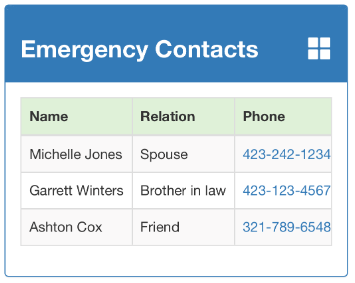 Emergency Contacts
Name Relation Phone
Michelle Jones Spouse 423-242-1234
Garrett Winters Brother in law 423-123-4567
Ashton Cox Friend 321-789-6548